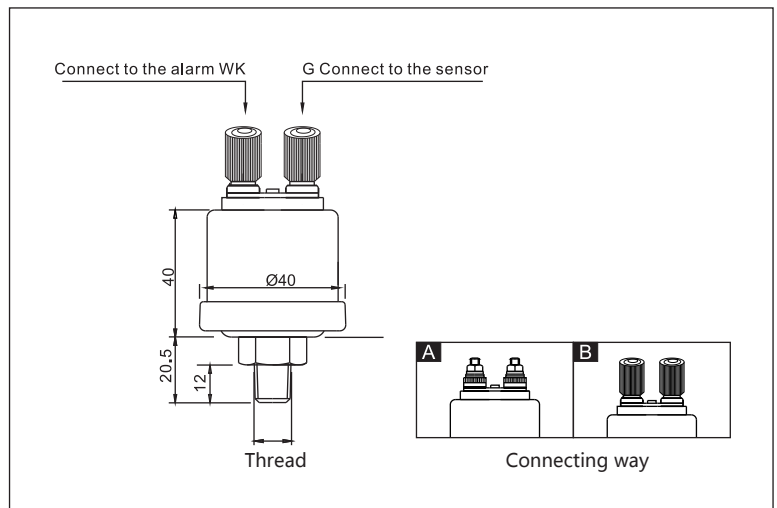 Connect to the alarm WK
G Connect to the sensor
40
Ø40
20.5
12
Thread
A
B
Connecting way